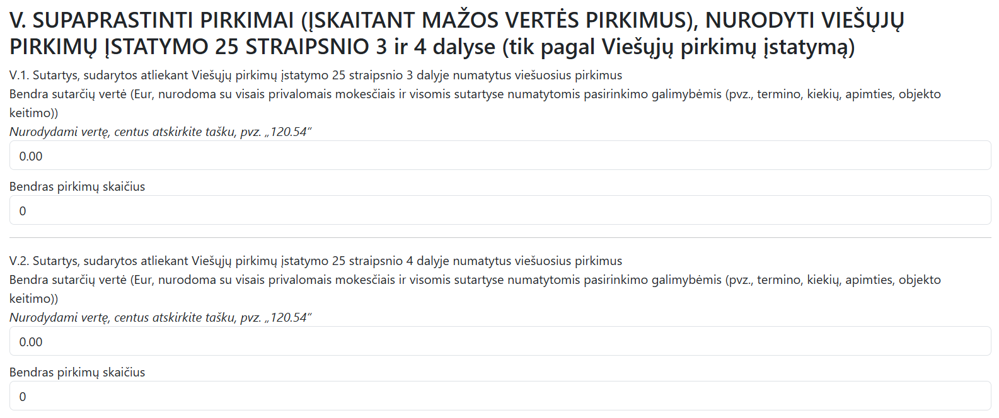 V. SUPAPRASTINTI PIRKIMAI (ĮSKAITANT MAŽOS VERTĖS PIRKIMUS), NURODYTI VIEŠŲJŲ
PIRKIMŲ ĮSTATYMO 25 STRAIPSNIO 3 ir 4 dalyse (tik pagal Viešųjų pirkimų įstatymą)
V.1. Sutartys, sudarytos atliekant Viešųjų pirkimų įstatymo 25 straipsnio 3 dalyje numatytus viešuosius pirkimus
Bendra sutarčių vertė (Eur, nurodoma su visais privalomais mokesčiais ir visomis sutartyse numatytomis pasirinkimo galimybėmis (pvz., termino, kiekių, apimties, objekto
keitimo))
Nurodydami vertę, centus atskirkite tašku, pvz. „120.54“
0.00
Bendras pirkimų skaičius
0
V.2. Sutartys, sudarytos atliekant Viešųjų pirkimų įstatymo 25 straipsnio 4 dalyje numatytus viešuosius pirkimus
Bendra sutarčių vertė (Eur, nurodoma su visais privalomais mokesčiais ir visomis sutartyse numatytomis pasirinkimo galimybėmis (pvz., termino, kiekių, apimties, objekto
keitimo))
Nurodydami vertę, centus atskirkite tašku, pvz. „120.54“
0.00
Bendras pirkimų skaičius
0